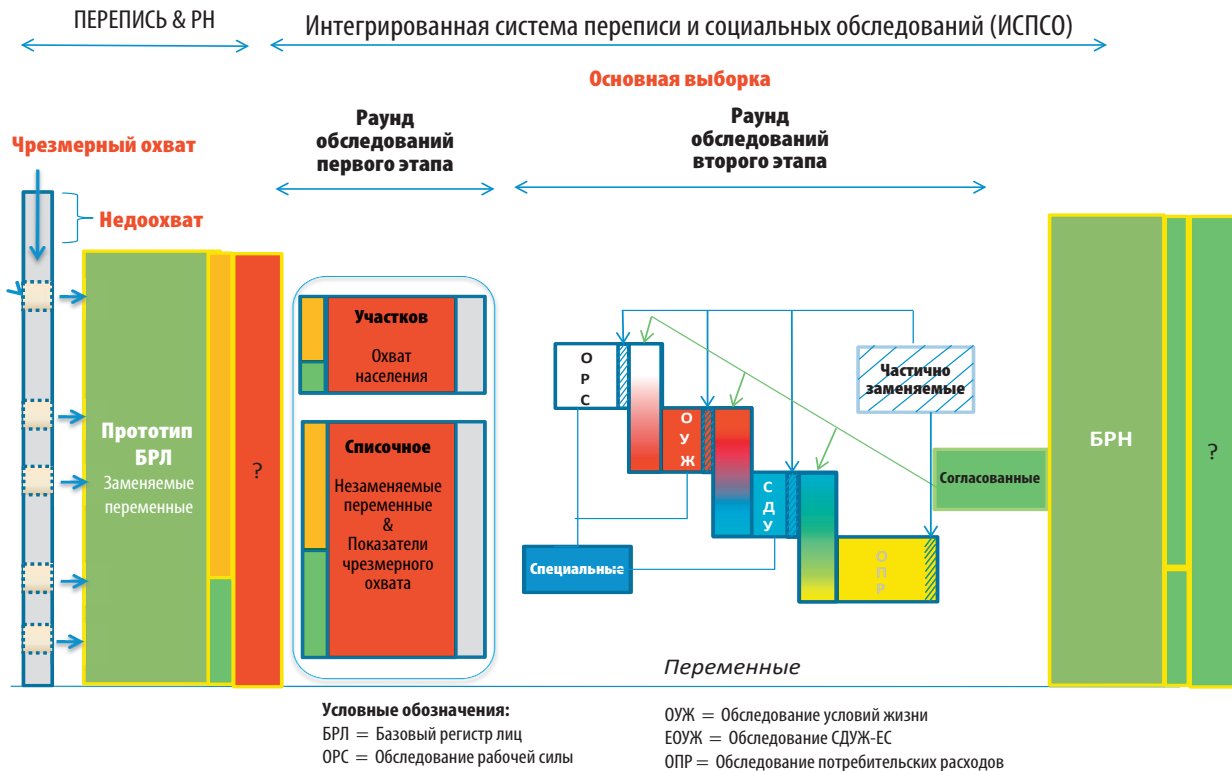 ПЕРЕПИСЬ & РН
Интегрированная система переписи и социальных обследований (ИСПСО)
Основная выборка
Раунд
обследований
первого этапа
Раунд
обследований
второго этапа
Чрезмерный охват
Недоохват
Прототип
БРЛ
Заменяемые
переменные
?
Участков
Охват
населения
Списочное
Незаменяемые
переменные
&
Показатели
чрезмерного
охвата
О
Р
С
О
У
Ж
С
Д
У
О
П
Р
Специальные
Частично
заменяемые
Согласованные
БРН
?
Переменные
Условные обозначения:
БРЛ = Базовый регистр лиц
ОРС = Обследование рабочей силы
ОУЖ = Обследование условий жизни
ЕОУЖ = Обследование СДУЖ-ЕС
ОПР = Обследование потребительских расходов